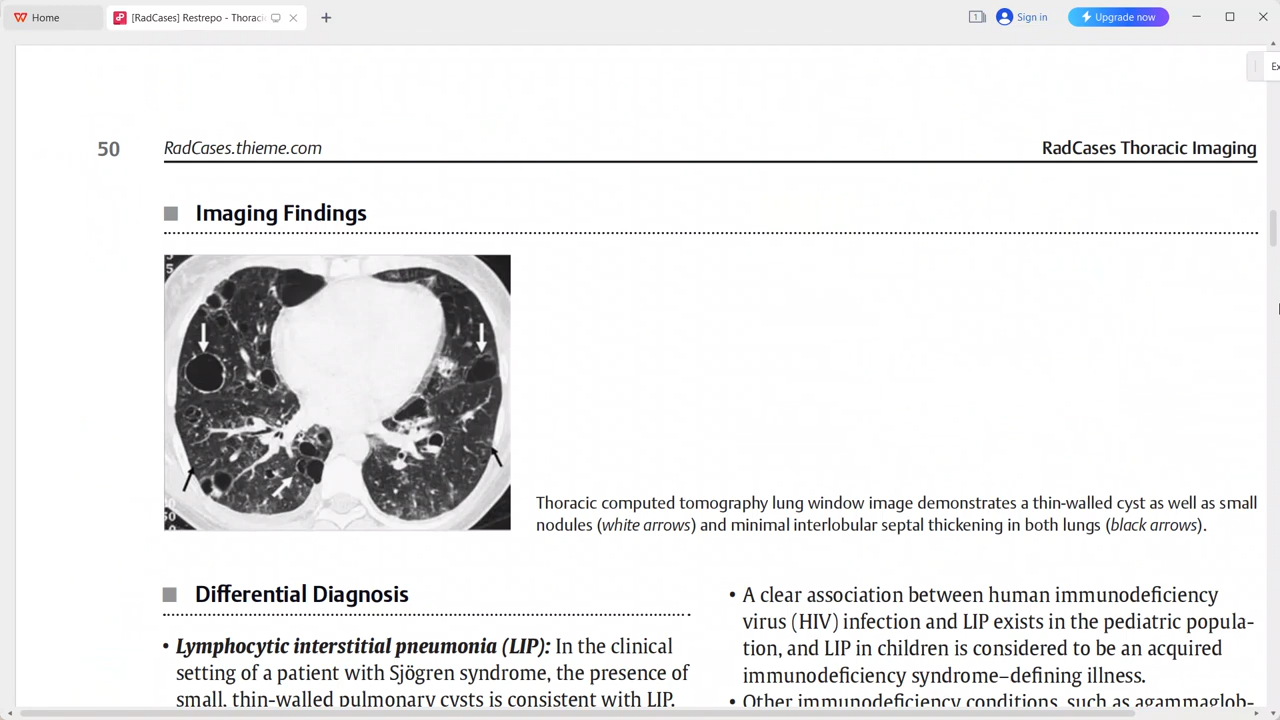 Home
[RadCases] Restrepo - Thoraci
1
Sign in
Upgrade now
Ex
50
RadCases.thieme.com
RadCases Thoracic Imaging
Imaging Findings
Thoracic computed tomography lung window image demonstrates a thin-walled cyst as well as small
nodules (white arrows) and minimal interlobular septal thickening in both lungs (black arrows).
Differential Diagnosis
• Lymphocytic interstitial pneumonia (LIP): In the clinical
setting of a patient with Sjögren syndrome, the presence of
small, thin-walled pulmonary cysts is consistent with LIP.
• A clear association between human immunodeficiency
virus (HIV) infection and LIP exists in the pediatric popula-
tion, and LIP in children is considered to be an acquired
immunodeficiency syndrome–defining illness.
• Other immunodeficiency conditions, such as agammaglob-